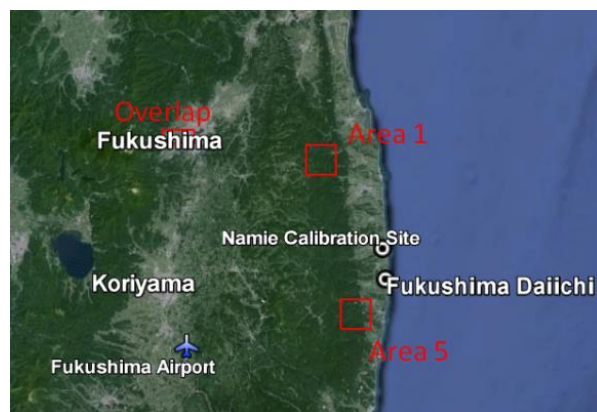 Overlap
Fukushima
Area 1
Namie Calibration Site
Koriyama
Fukushima Daiichi
Area 5
Fukushima Airport